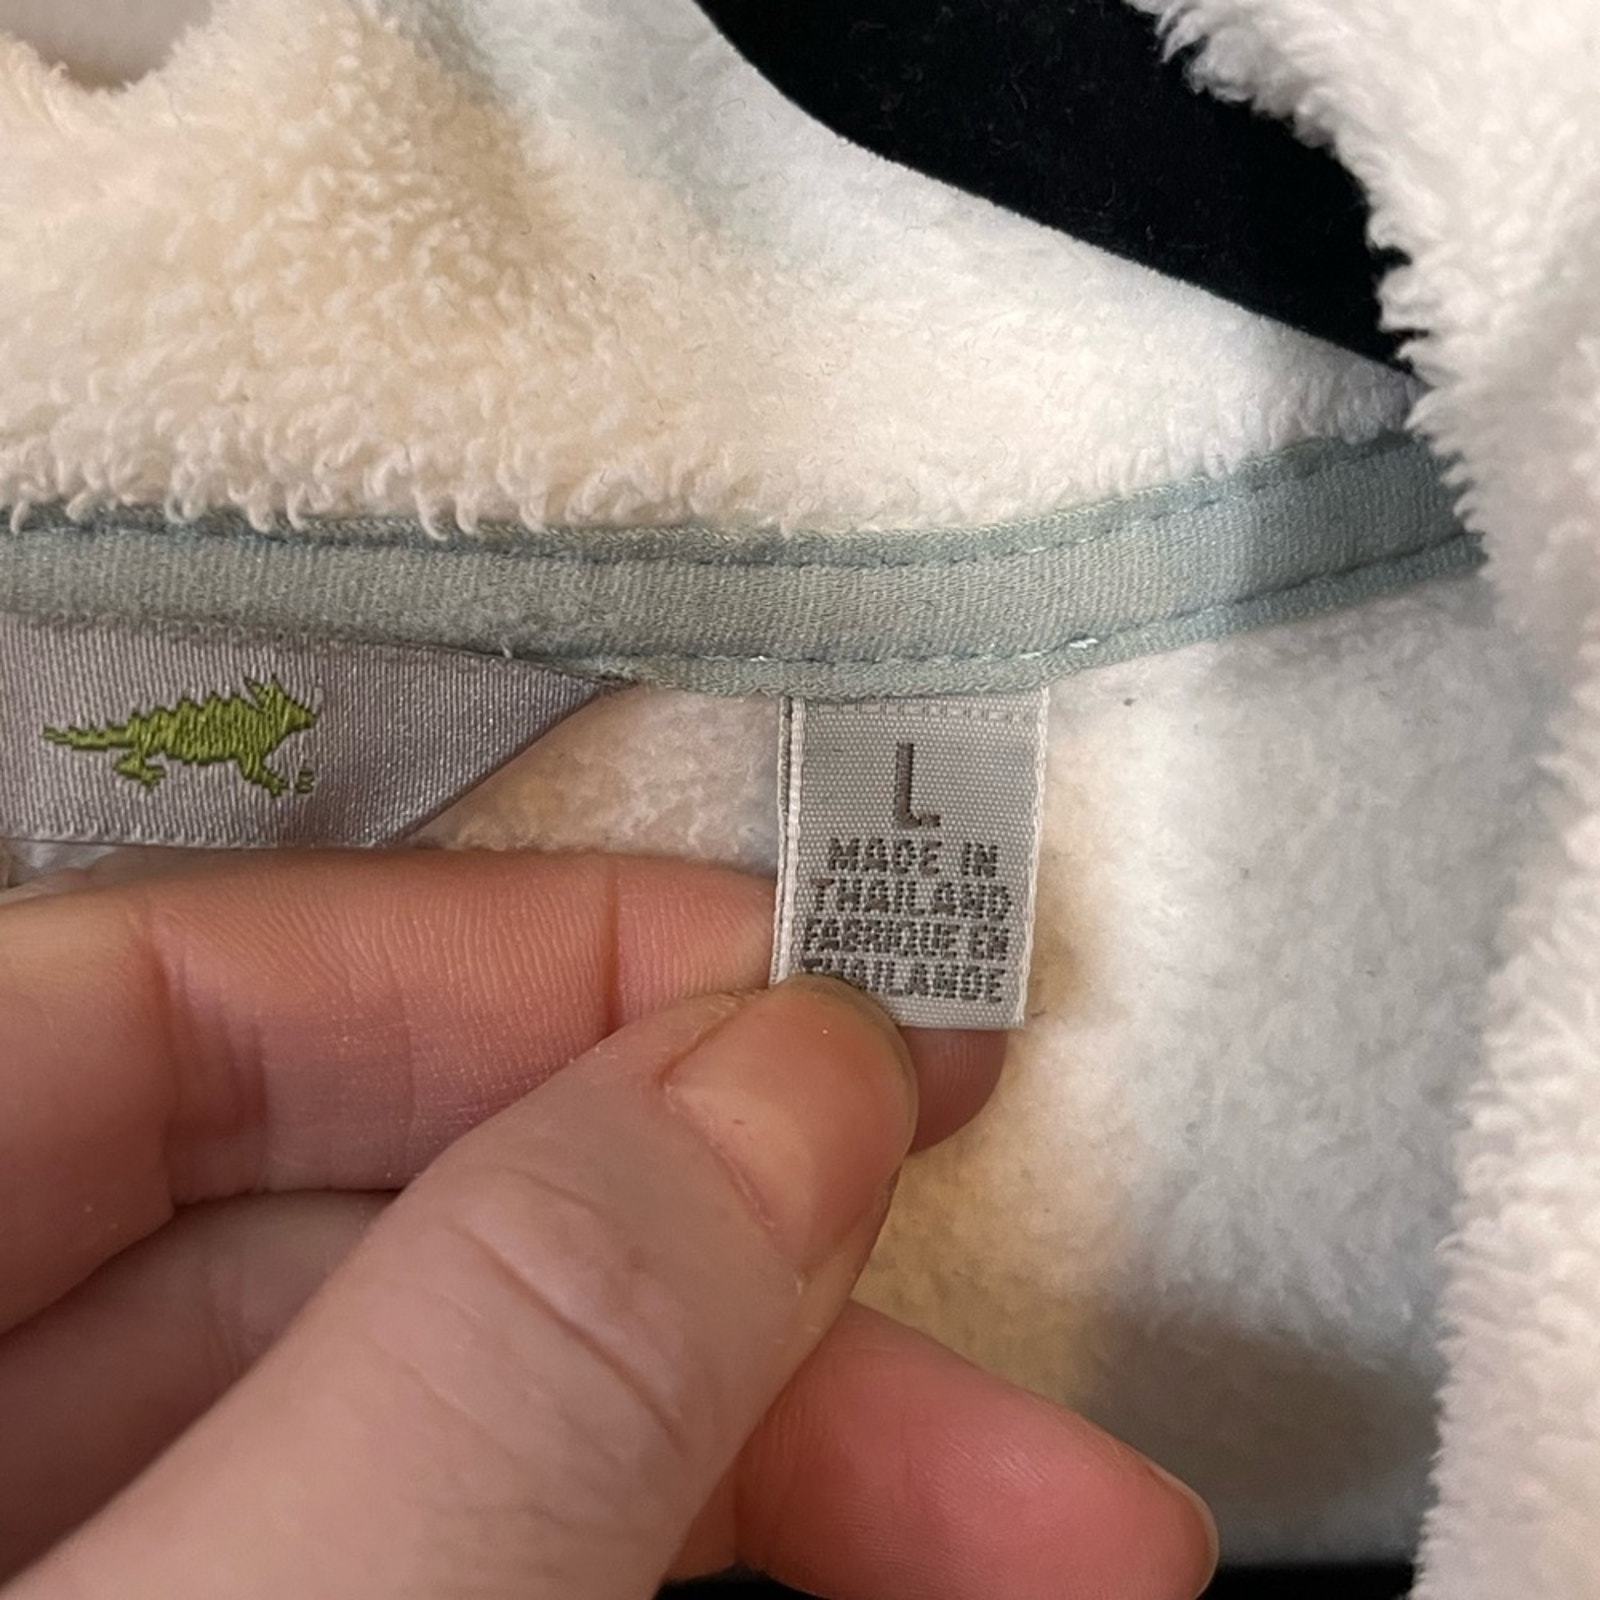 L
MADE IN
THAILAND
FABRIQUE EN
THAILANDE